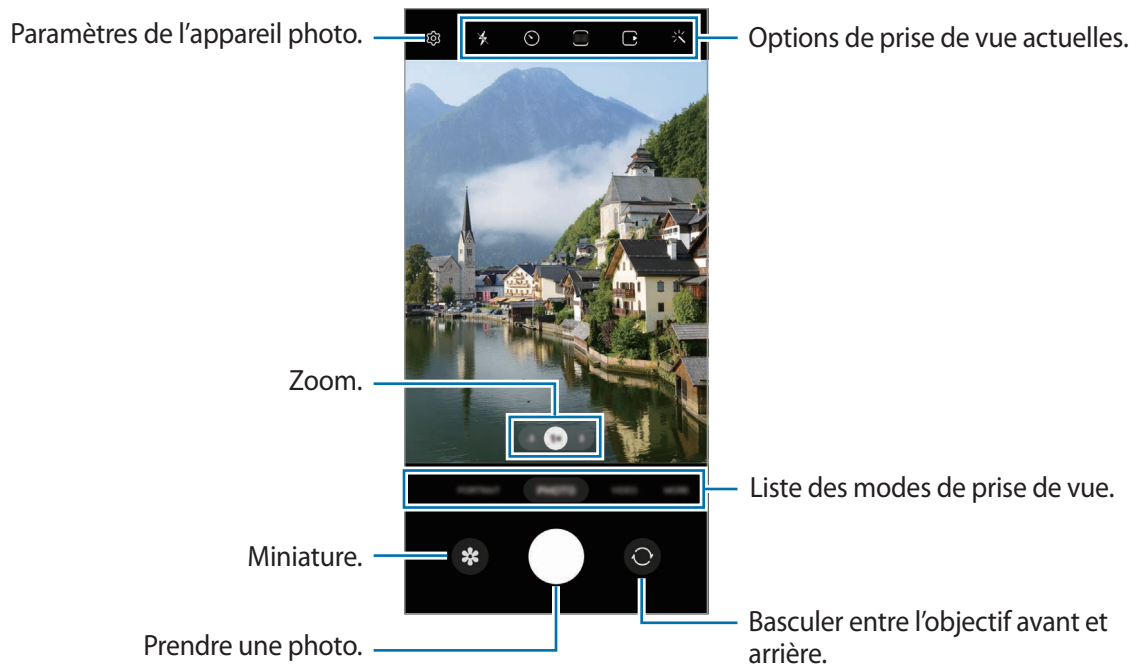 Paramètres de l'appareil photo.
Options de prise de vue actuelles.
Zoom.
PHOTO
Liste des modes de prise de vue.
Miniature.
Prendre une photo.
Basculer entre l'objectif avant et
arrière.